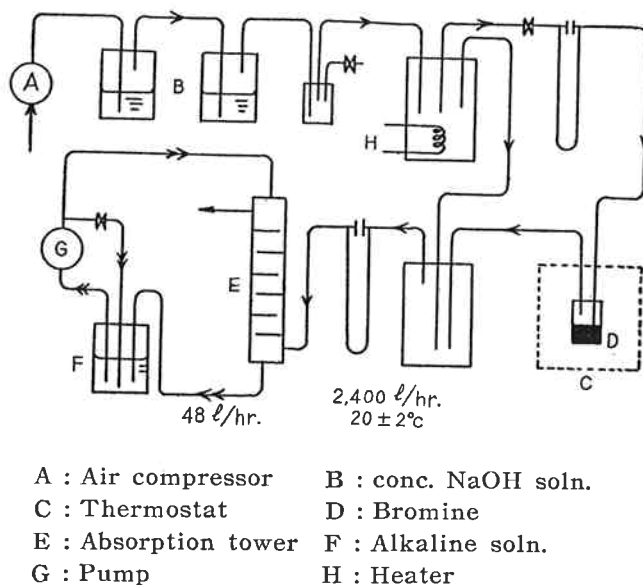 A
B
H
G
E
F
D
C
48 ℓ/hr.
2,400 ℓ/hr.
20 ± 2°c
A : Air compressor B : conc. NaOH soln.
C : Thermostat D : Bromine
E : Absorption tower F : Alkaline soln.
G : Pump H : Heater